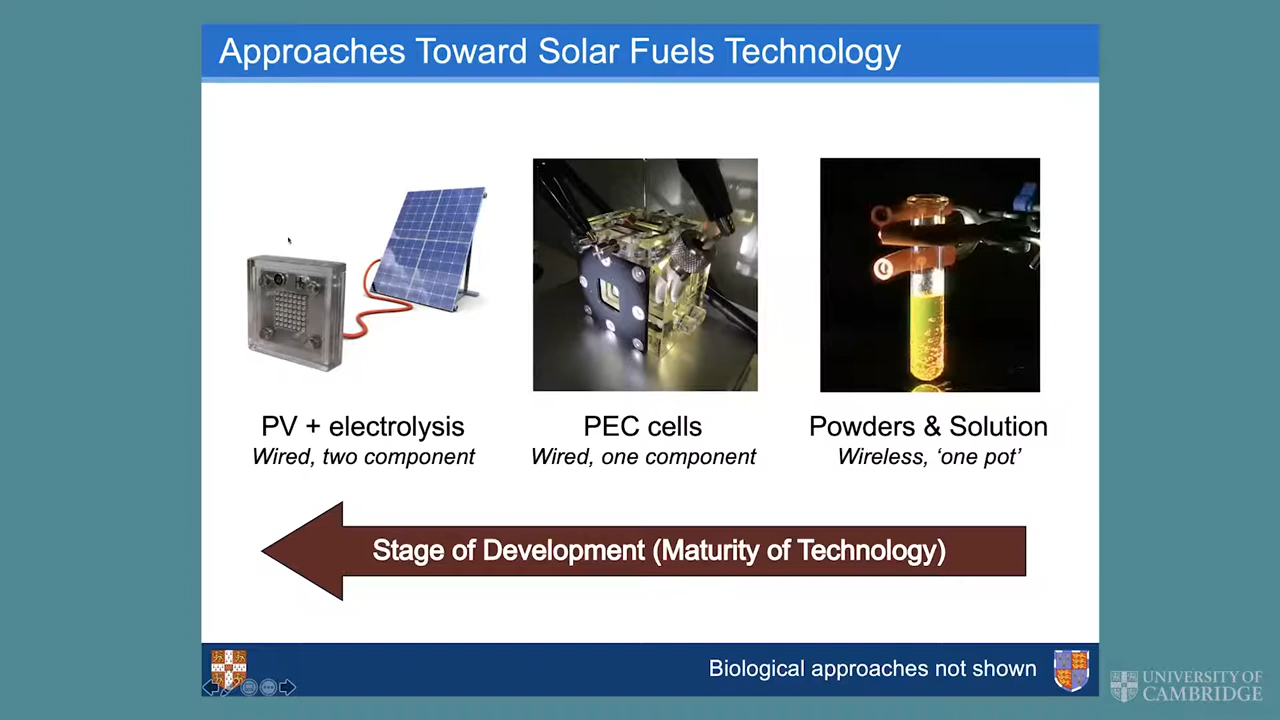 Approaches Toward Solar Fuels Technology
PV + electrolysis
Wired, two component
PEC cells
Wired, one component
Powders & Solution
Wireless, ‘one pot’
Stage of Development (Maturity of Technology)
Biological approaches not shown
UNIVERSITY OF
CAMBRIDGE